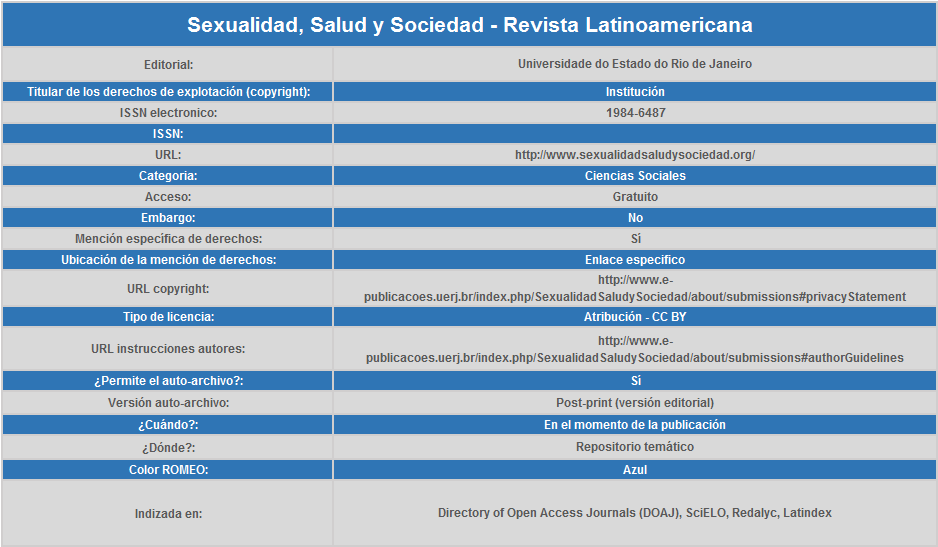 Sexualidad, Salud y Sociedad - Revista Latinoamericana
Editorial: Universidade do Estado do Rio de Janeiro
Titular de los derechos de explotación (copyright): Institución
ISSN electronico: 1984-6487
ISSN:
URL: http://www.sexualidadsaludysociedad.org/
Categoria: Ciencias Sociales
Acceso: Gratuito
Embargo: No
Mención específica de derechos: Sí
Ubicación de la mención de derechos: Enlace especifico
URL copyright: http://www.e-
publicacoes.uerj.br/index.php/SexualidadSaludySociedad/about/submissions#privacyStatement
Tipo de licencia: Atribución - CC BY
URL instrucciones autores: http://www.e-
publicacoes.uerj.br/index.php/SexualidadSaludySociedad/about/submissions#authorGuidelines
¿Permite el auto-archivo?: Sí
Versión auto-archivo: Post-print (versión editorial)
¿Cuándo?: En el momento de la publicación
¿Dónde?: Repositorio temático
Color ROMEO: Azul
Indizada en: Directory of Open Access Journals (DOAJ), SciELO, Redalyc, Latindex